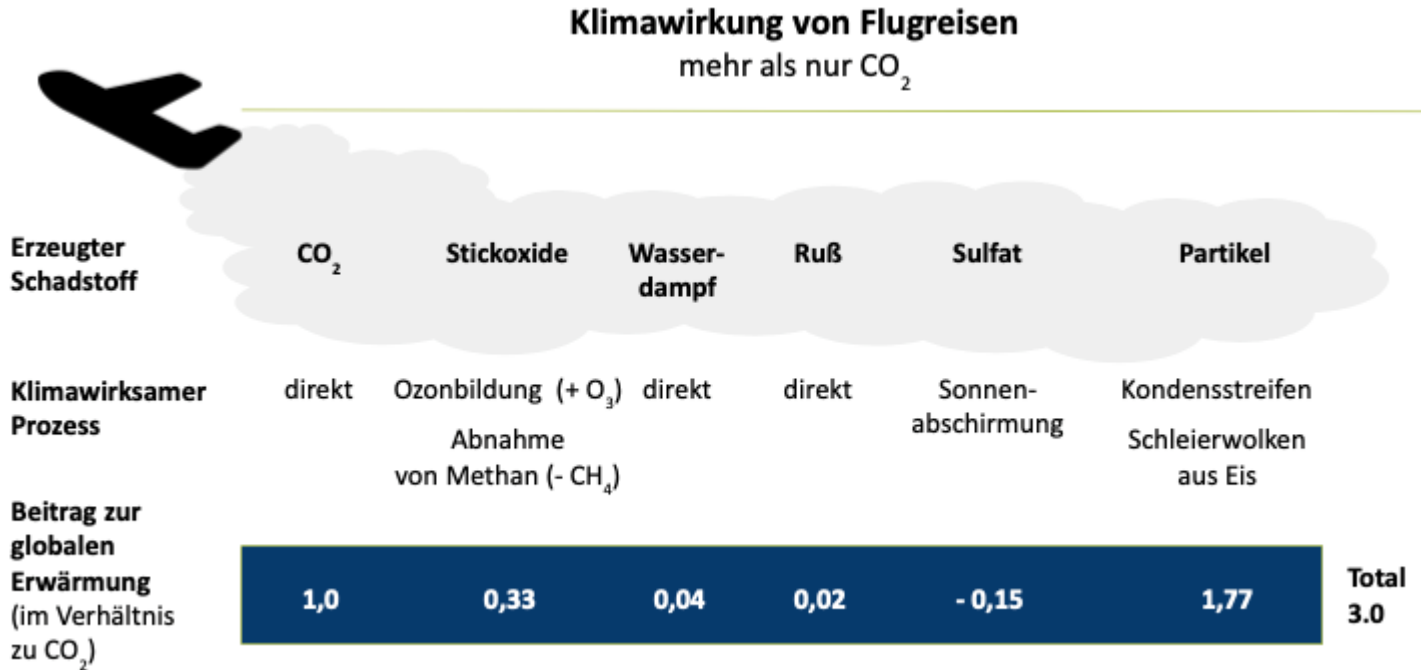 Klimawirkung von Flugreisen
mehr als nur CO₂
Erzeugter
Schadstoff
CO₂
Stickoxide
Wasser-
dampf
Ruß
Sulfat
Partikel
Klimawirksamer
Prozess
direkt
Ozonbildung (+ O₃)
Abnahme
von Methan (- CH₄)
direkt
direkt
Sonnen-
abschirmung
Kondensstreifen
Schleierwolken
aus Eis
Beitrag zur
globalen
Erwärmung
(im Verhältnis
zu CO₂)
1,0
0,33
0,04
0,02
- 0,15
1,77
Total
3.0